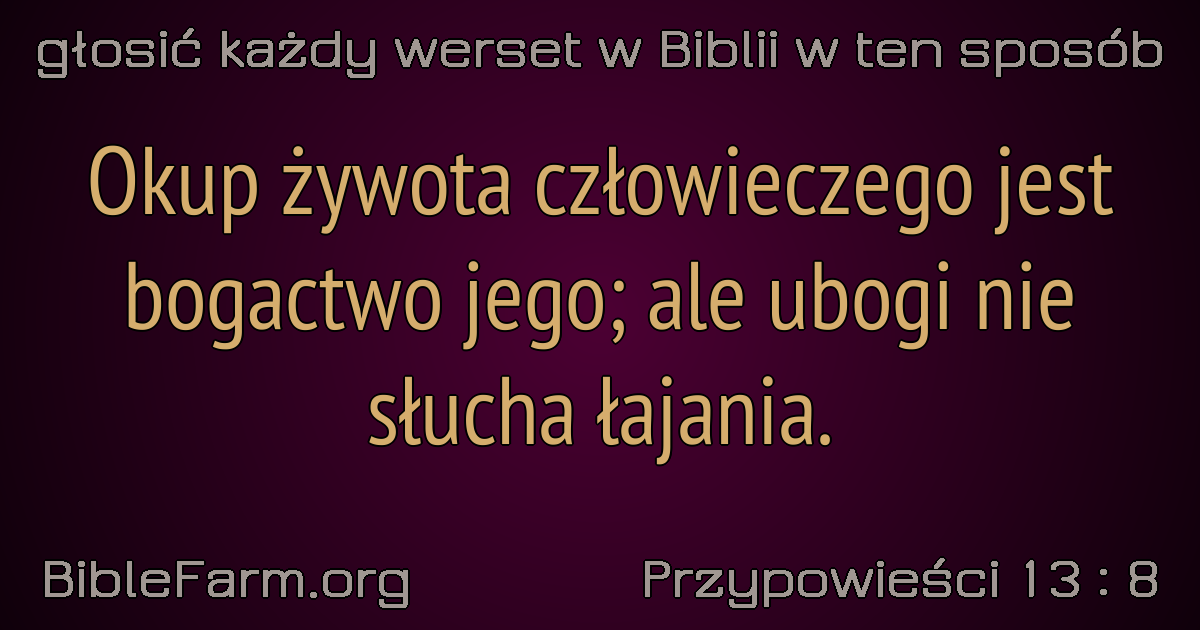 głosić każdy werset w Biblii w ten sposób
Okup żywota człowieczego jest
bogactwo jego; ale ubogi nie
słucha łajania.
BibleFarm.org
Przypowieści 13 : 8